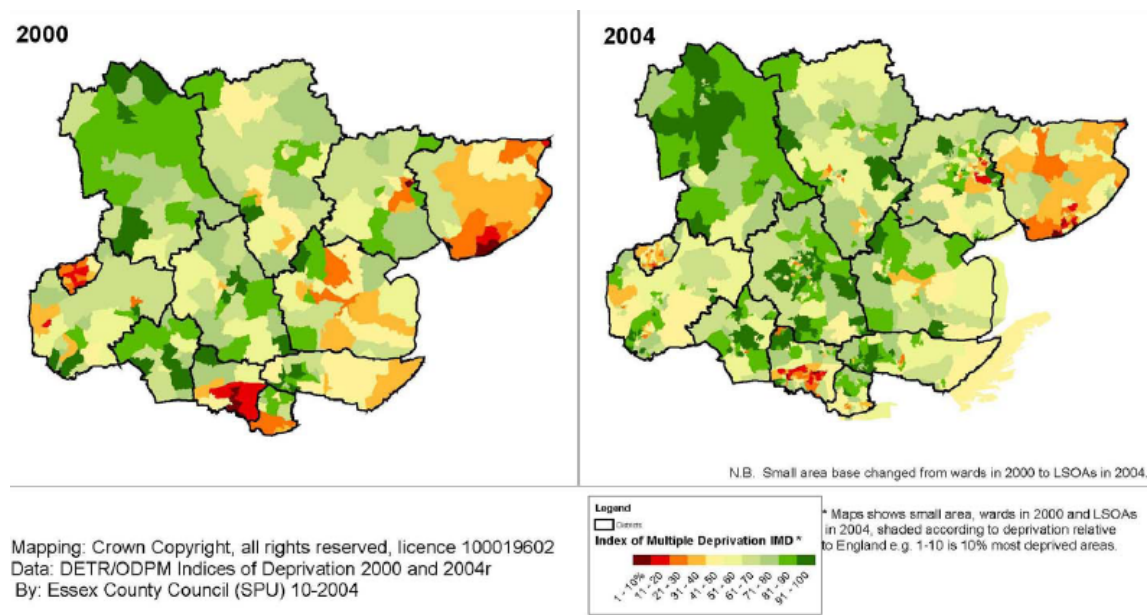 2000
2004
N.B. Small area base changed from wards in 2000 to LSOAs in 2004.
Mapping: Crown Copyright, all rights reserved, licence 100019602
Data: DETR/ODPM Indices of Deprivation 2000 and 2004r
By: Essex County Council (SPU) 10-2004
Legend
Districts
Index of Multiple Deprivation IMD *
1 - 10%
11 - 20
21 - 30
31 - 40
41 - 50
51 - 60
61 - 70
71 - 80
81 - 90
91 - 100
* Maps shows small area, wards in 2000 and LSOAs
in 2004, shaded according to deprivation relative
to England e.g. 1-10 is 10% most deprived areas.